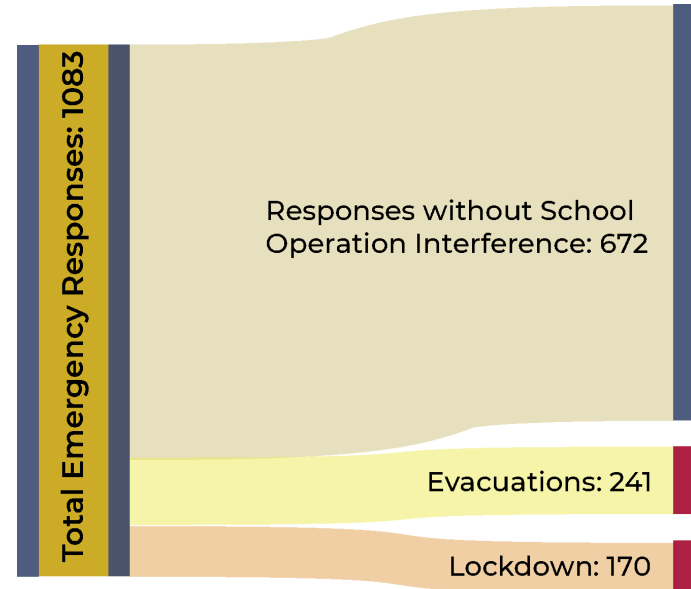 Total Emergency Responses: 1083
Responses without School
Operation Interference: 672
Evacuations: 241
Lockdown: 170